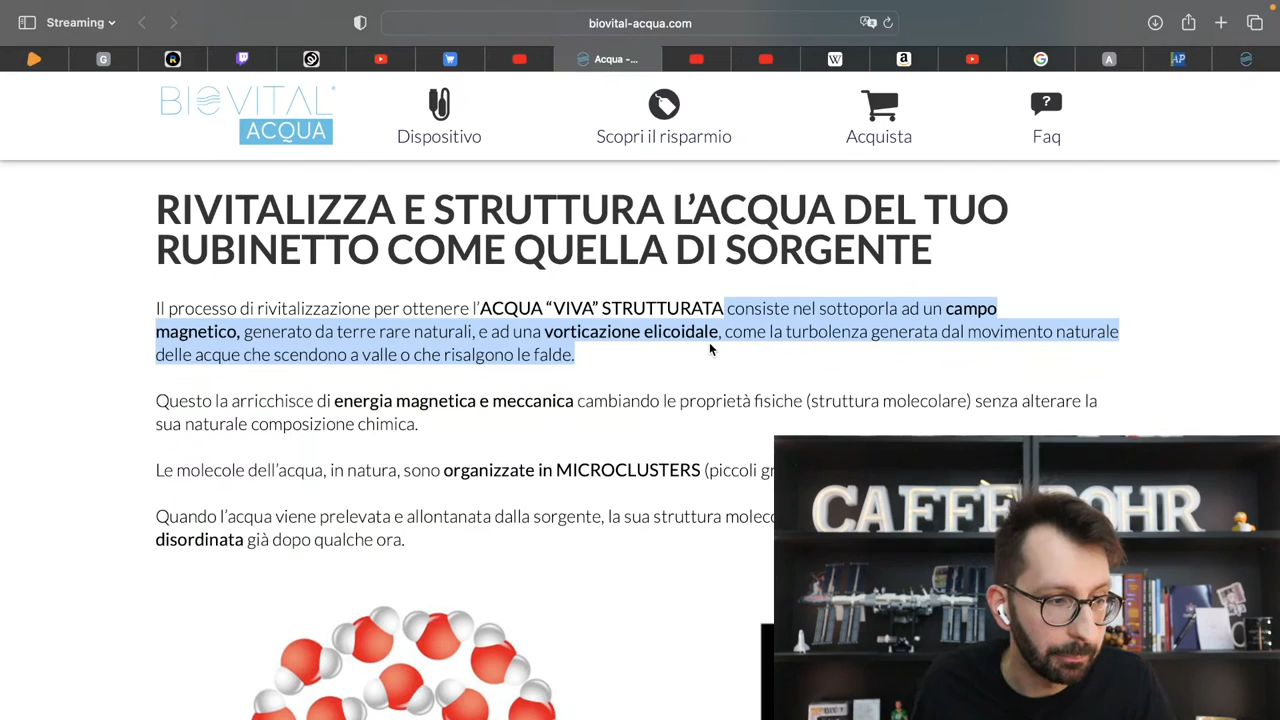 Streaming
biovital-acqua.com
Acqua -...
BIOVITAL
ACQUA
Dispositivo
Scopri il risparmio
Acquista
Faq
RIVITALIZZA E STRUTTURA L’ACQUA DEL TUO
RUBINETTO COME QUELLA DI SORGENTE
Il processo di rivitalizzazione per ottenere l’ACQUA “VIVA” STRUTTURATA consiste nel sottoporla ad un campo
magnetico, generato da terre rare naturali, e ad una vorticazione elicoidale, come la turbolenza generata dal movimento naturale
delle acque che scendono a valle o che risalgono le falde.
Questo la arricchisce di energia magnetica e meccanica cambiando le proprietà fisiche (struttura molecolare) senza alterare la
sua naturale composizione chimica.
Le molecole dell’acqua, in natura, sono organizzate in MICROCLUSTERS (piccoli
Quando l’acqua viene prelevata e allontanata dalla sorgente, la sua struttura
disordinata già dopo qualche ora.
CAFFE BOHR